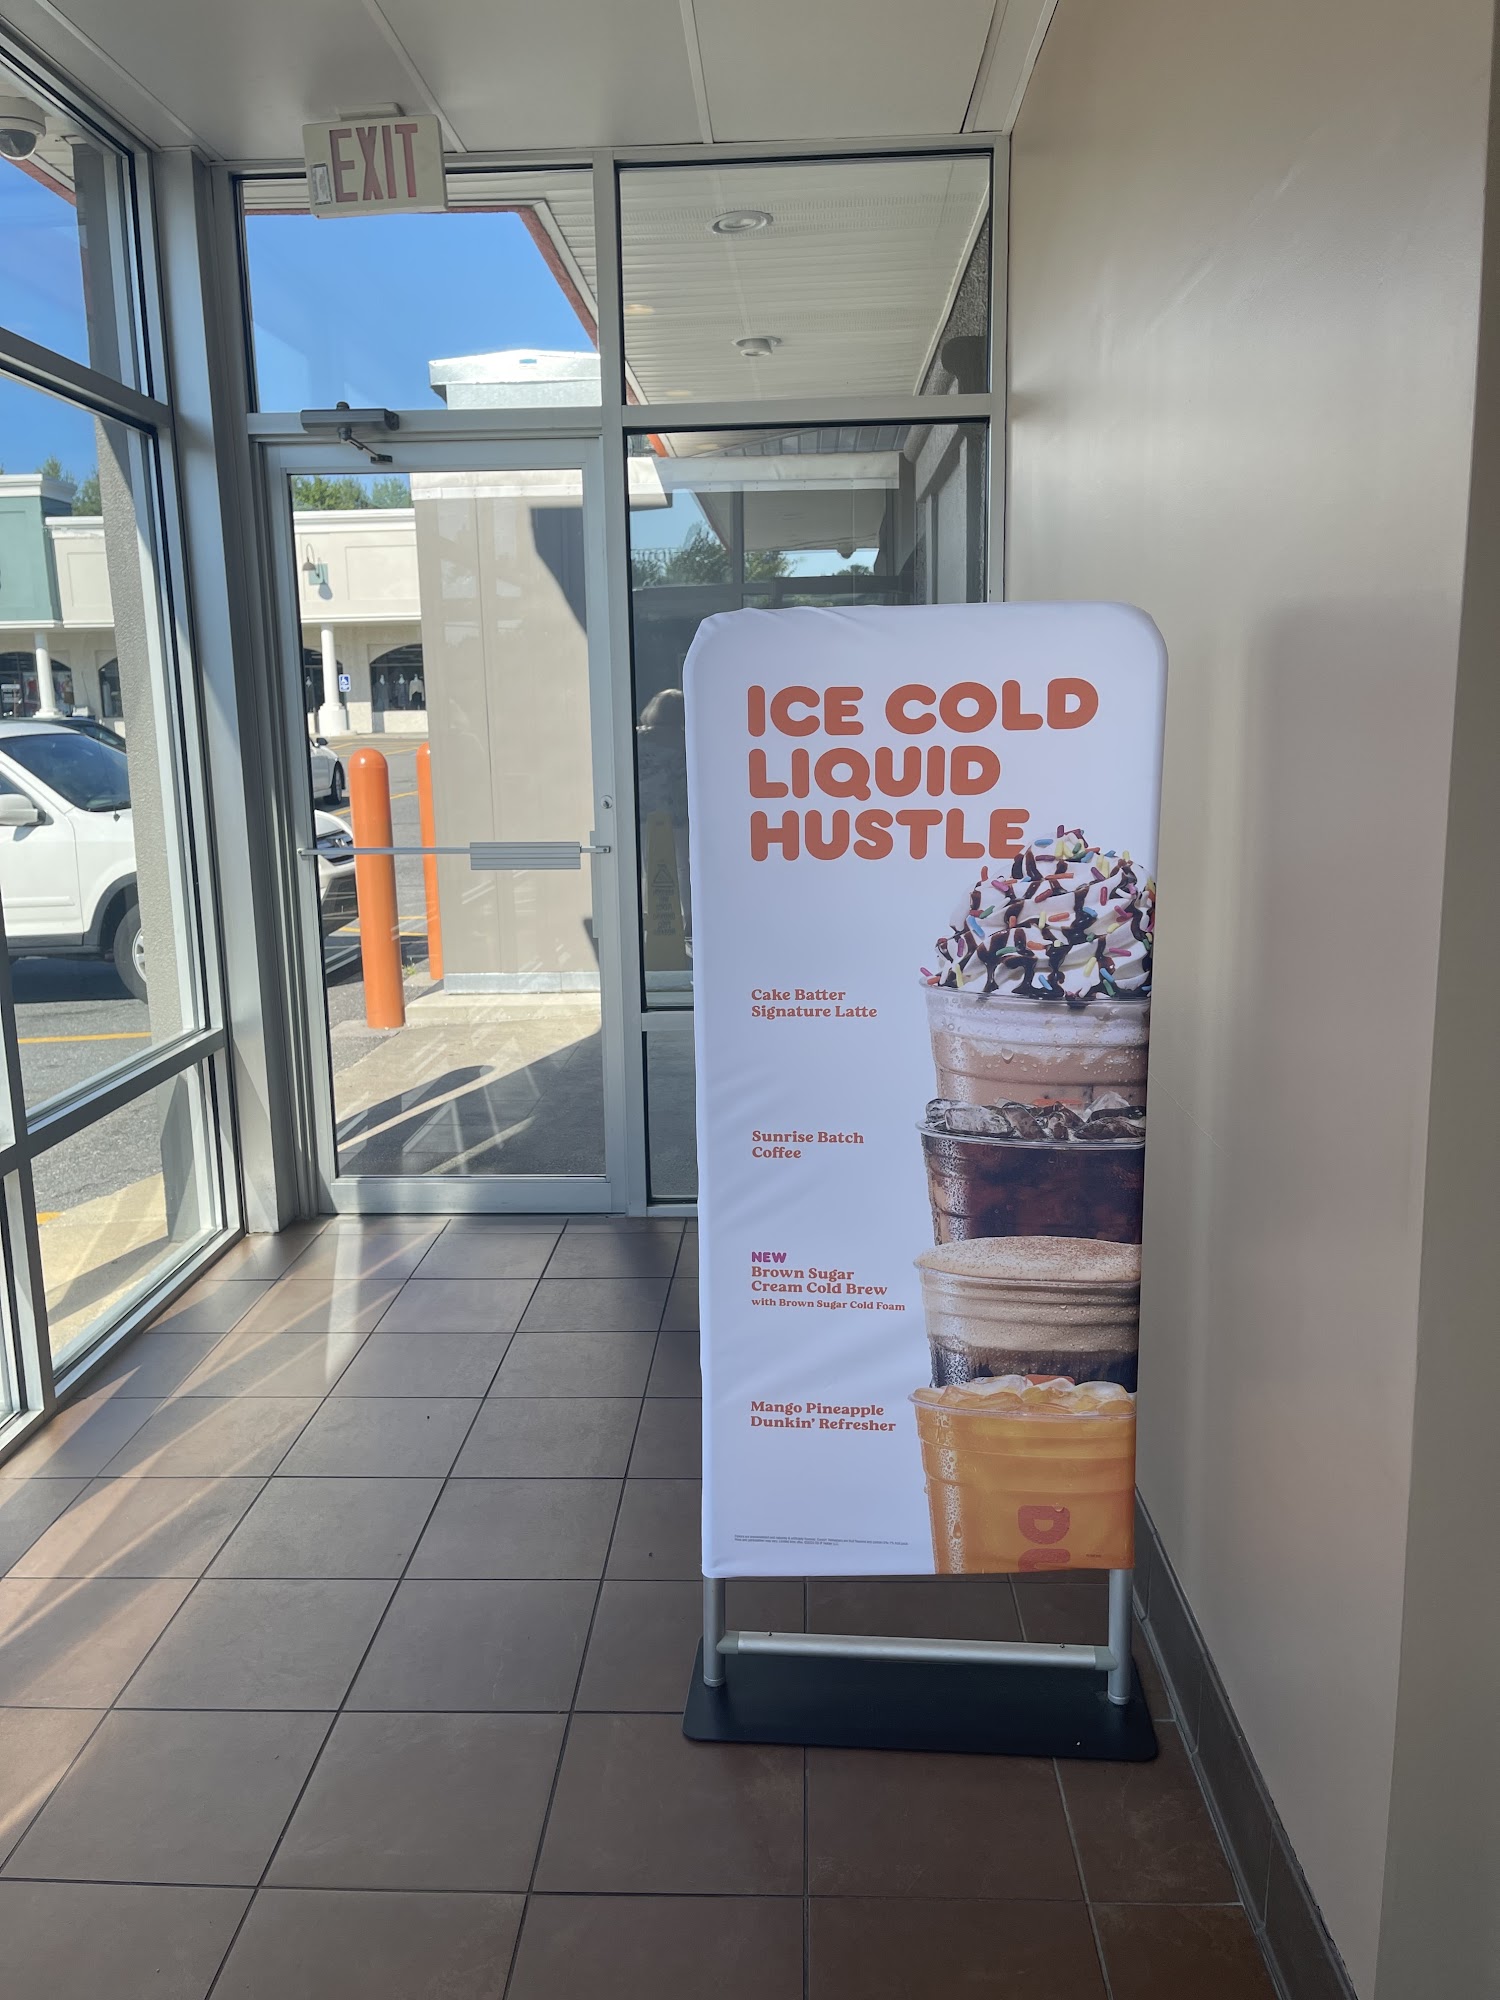 EXIT
ICE COLD
LIQUID
HUSTLE
Cake Batter
Signature Latte
Sunrise Batch
Coffee
NEW
Brown Sugar
Cream Cold Brew
with Brown Sugar Cold Foam
Mango Pineapple
Dunkin' Refresher
DU